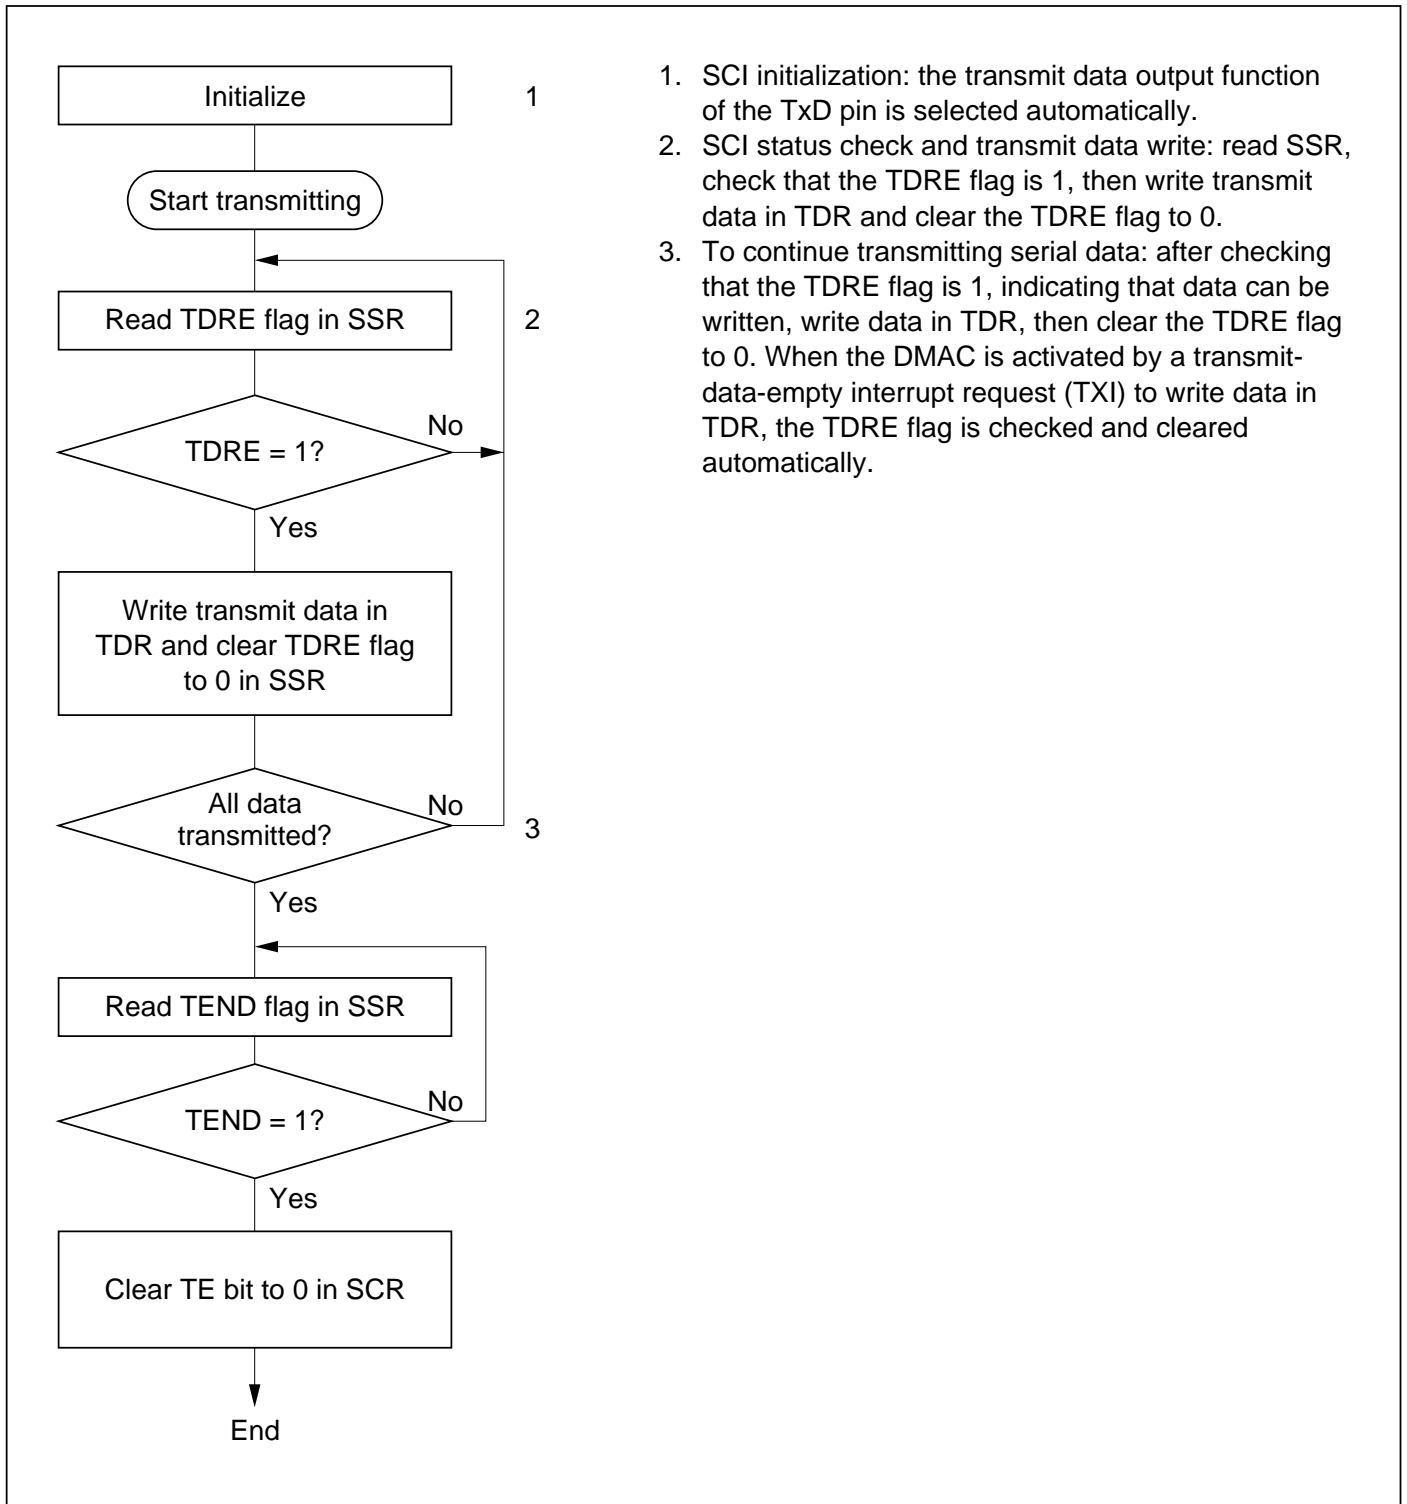 Initialize
1
Start transmitting
Read TDRE flag in SSR
2
TDRE = 1?
No
Yes
Write transmit data in
TDR and clear TDRE flag
to 0 in SSR
All data
transmitted?
No
3
Yes
Read TEND flag in SSR
TEND = 1?
No
Yes
Clear TE bit to 0 in SCR
End
1. SCI initialization: the transmit data output function
of the TxD pin is selected automatically.
2. SCI status check and transmit data write: read SSR,
check that the TDRE flag is 1, then write transmit
data in TDR and clear the TDRE flag to 0.
3. To continue transmitting serial data: after checking
that the TDRE flag is 1, indicating that data can be
written, write data in TDR, then clear the TDRE flag
to 0. When the DMAC is activated by a transmit-
data-empty interrupt request (TXI) to write data in
TDR, the TDRE flag is checked and cleared
automatically.